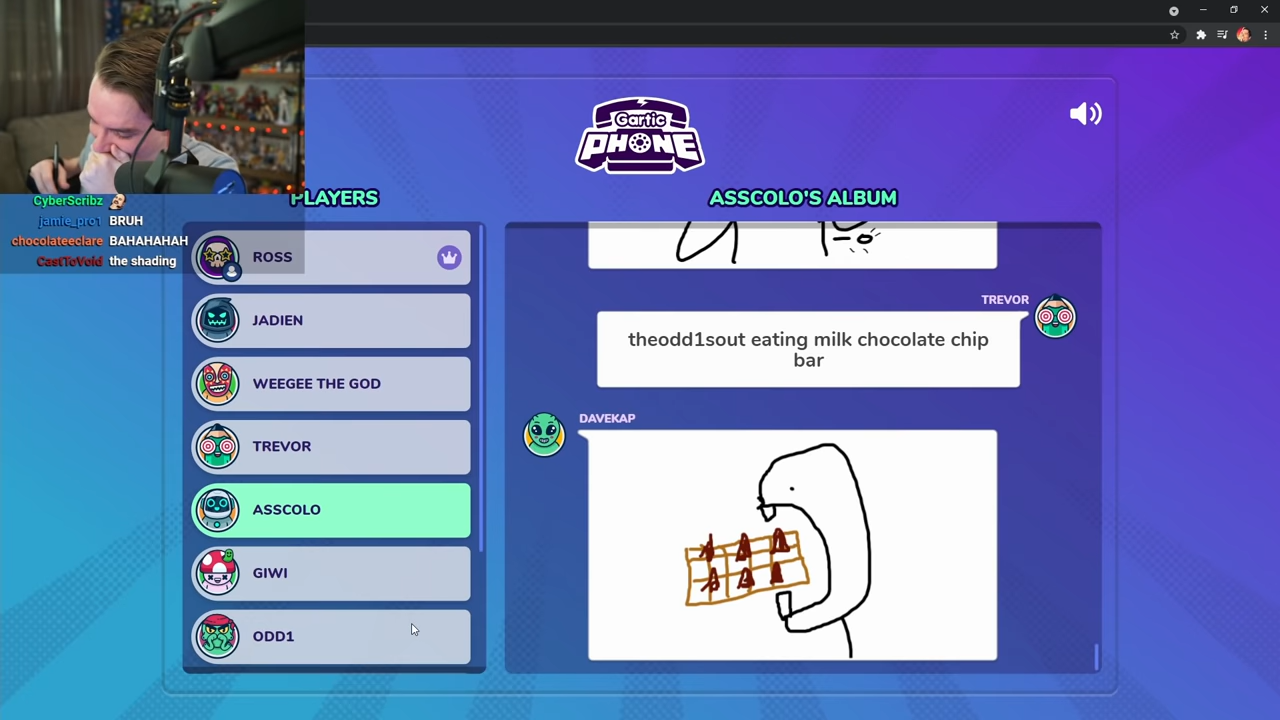 Gartic
PHONE
CyberScribz
jamie_pro1 BRUH
chocolateeclare BAHAHAHAH
CastToVoid the shading
PLAYERS
ROSS
JADIEN
WEEGEE THE GOD
TREVOR
ASSCOLO
GIWI
ODD1
ASSCOLO'S ALBUM
TREVOR
theodd1sout eating milk chocolate chip
bar
DAVEKAP